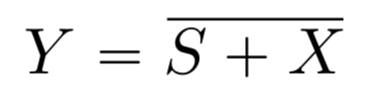 $Y = \overline{S + X}$